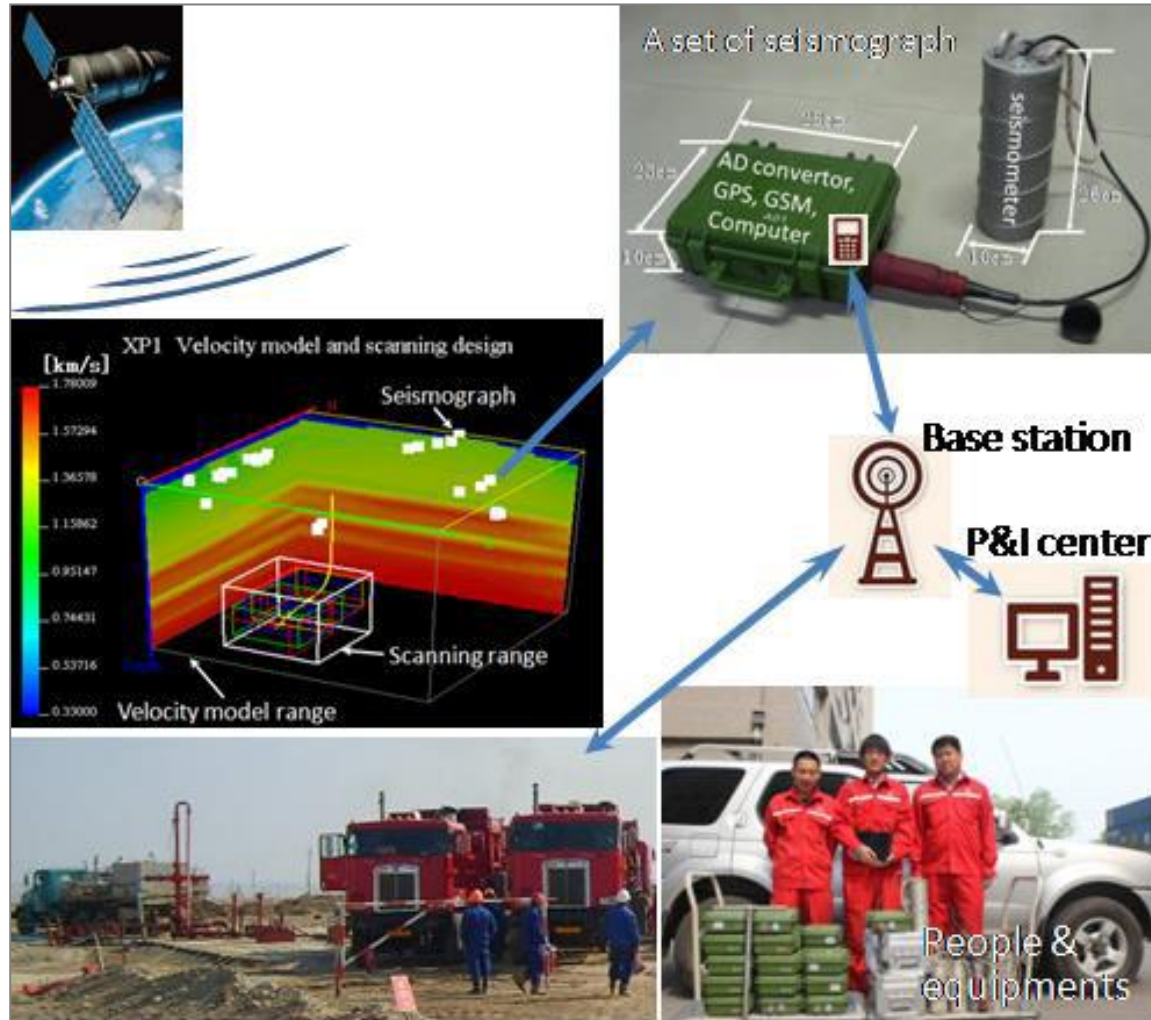 A set of seismograph
seismometer
25cm
23cm
10cm
AD convertor,
GPS, GSM,
Computer
26cm
10cm
XP1 Velocity model and scanning design
[km/s]
Seismograph
1.78009
1.57294
1.36578
1.15862
0.95147
0.74431
0.53716
0.33000
Scanning range
Velocity model range
Base station
P&I center
People &
equipments